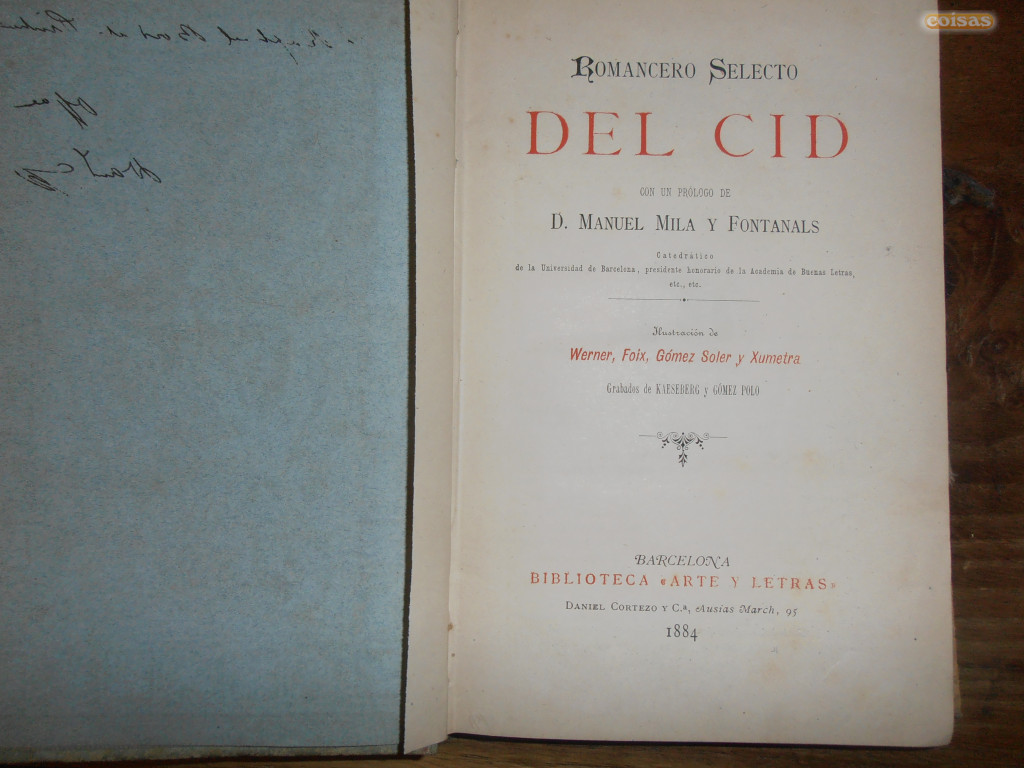 coisas
ROMANCERO SELECTO
DEL CID
CON UN PRÓLOGO DE
D. MANUEL MILA Y FONTANALS
Catedrático
de la Universidad de Barcelona, presidente honorario de la Academia de Buenas Letras,
etc., etc.
Ilustración de
Werner, Foix, Gómez Soler y Xumetra
Grabados de KAESEBERG y GÓMEZ POLO
BARCELONA
BIBLIOTECA «ARTE Y LETRAS»
DANIEL CORTEZO Y C.ª, Ausias March, 95
1884